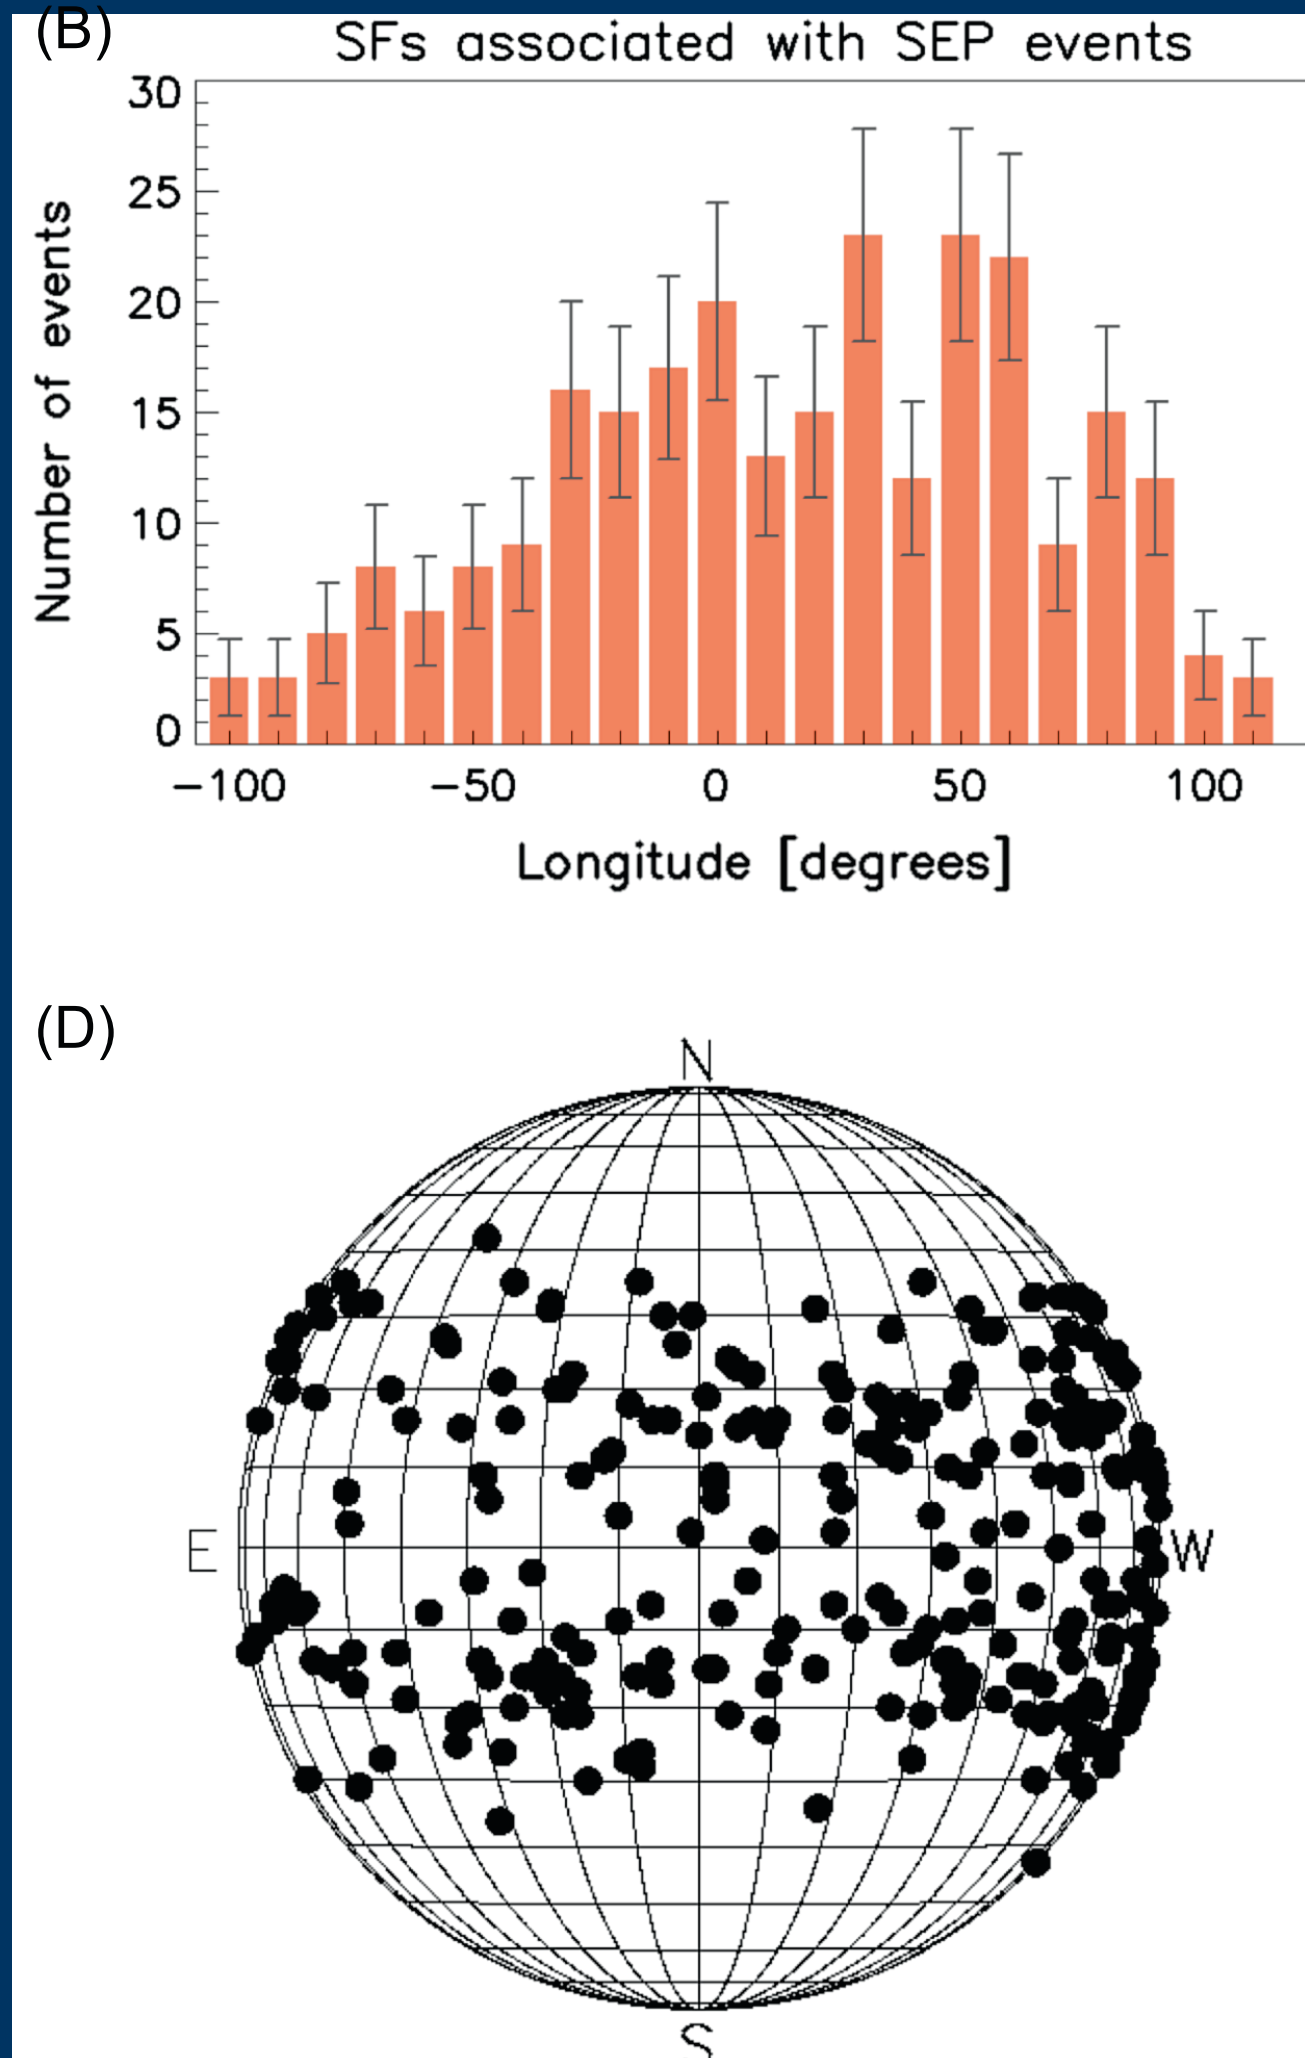 (B)
SFs associated with SEP events
30
25
20
15
10
5
0
Number of events
−100 −50 0 50 100
Longitude [degrees]
(D)
N
E W
S